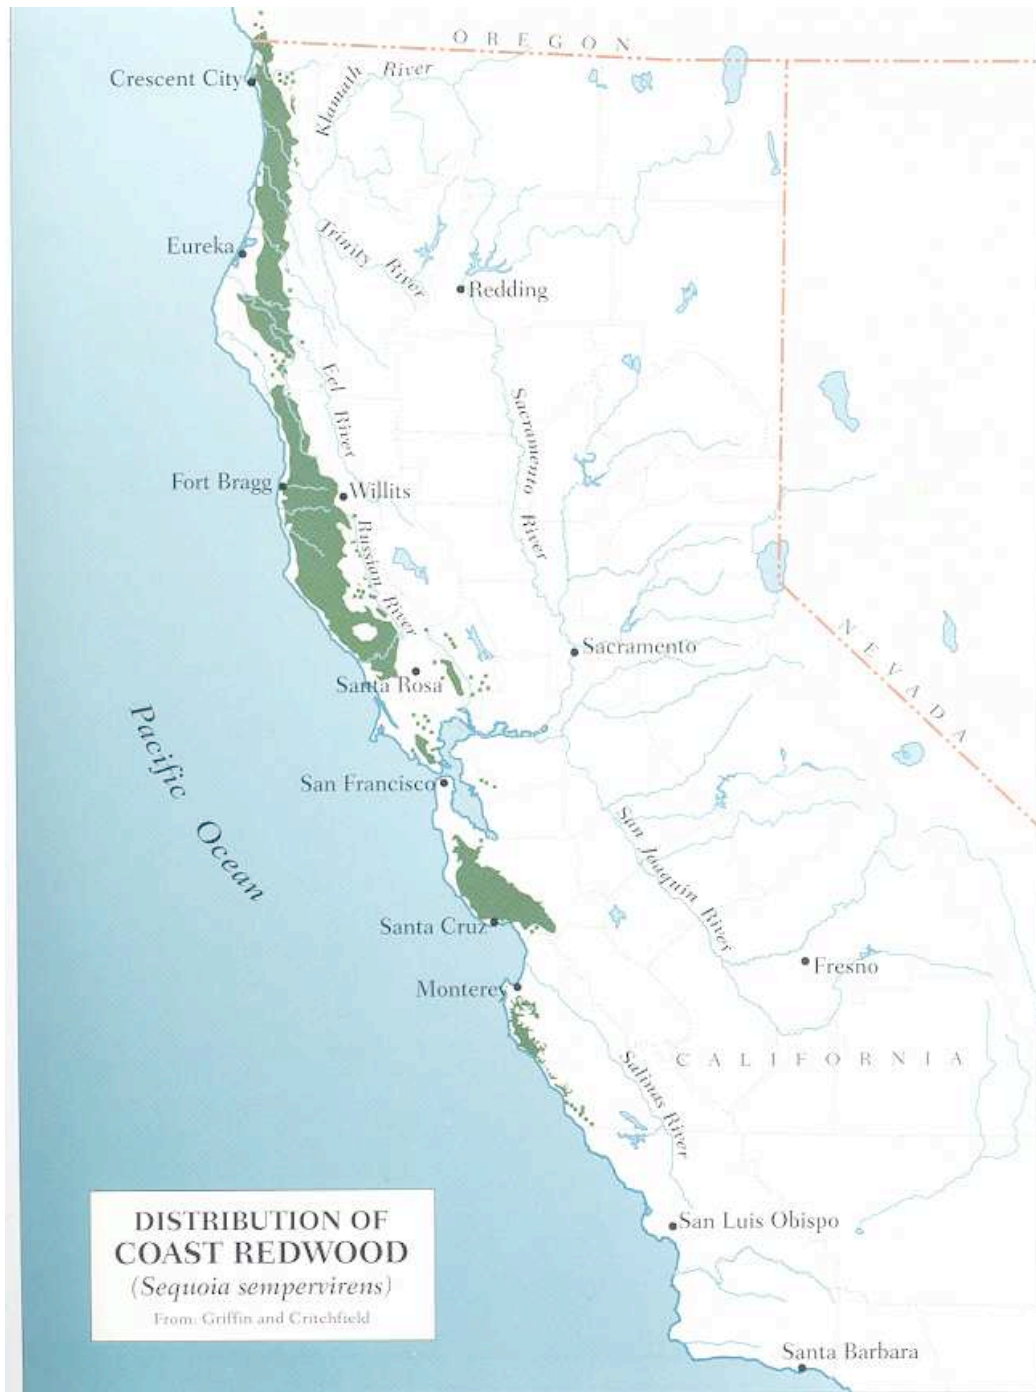 OREGON
Crescent City
Klamath River
Eureka
Trinity River
Redding
Eel River
Sacramento River
Fort Bragg
Willits
Russian River
Sacramento
NEVADA
Santa Rosa
Pacific Ocean
San Francisco
San Joaquin River
Santa Cruz
Fresno
Monterey
CALIFORNIA
Salinas River
San Luis Obispo
DISTRIBUTION OF
COAST REDWOOD
(Sequoia sempervirens)
From: Griffin and Critchfield
Santa Barbara